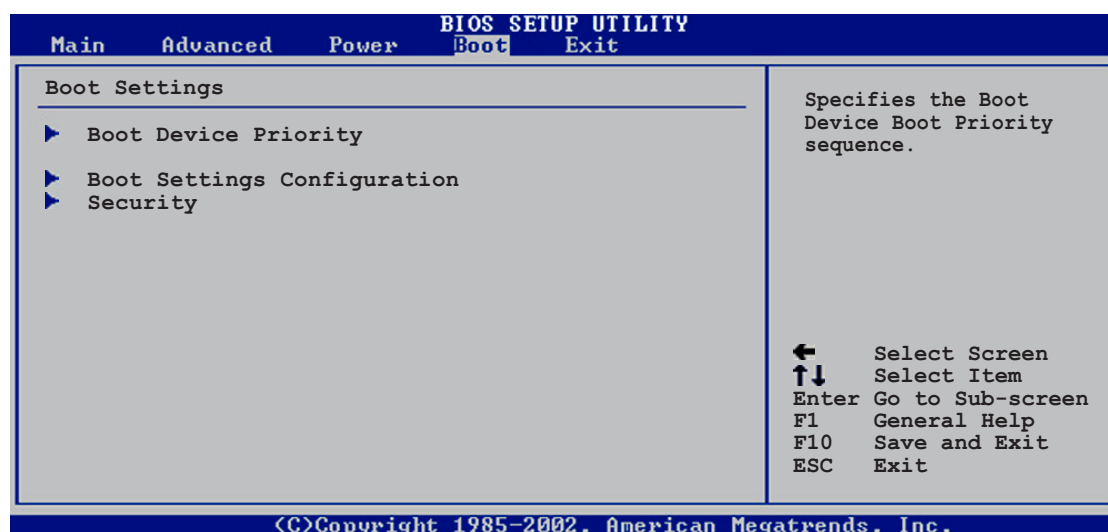 BIOS SETUP UTILITY
Main Advanced Power Boot Exit
Boot Settings
Boot Device Priority
Boot Settings Configuration
Security
Specifies the Boot
Device Boot Priority
sequence.
← Select Screen
↑↓ Select Item
Enter Go to Sub-screen
F1 General Help
F10 Save and Exit
ESC Exit
(C)Copyright 1985-2002, American Megatrends, Inc.